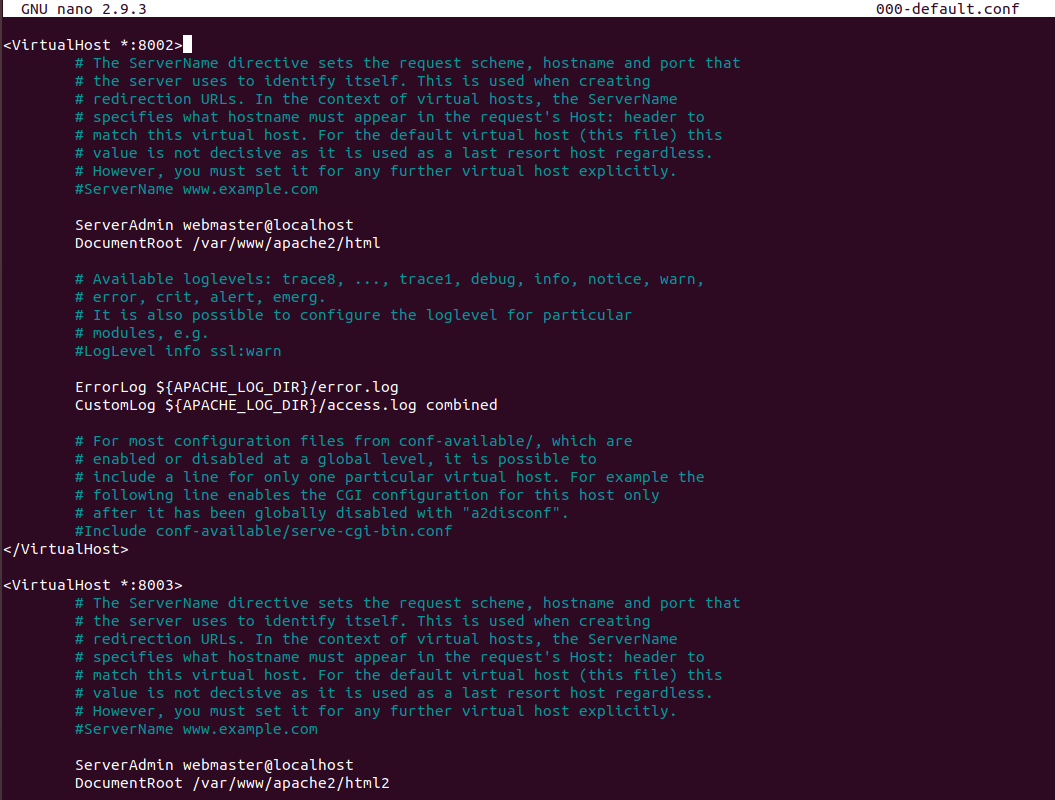 GNU nano 2.9.3 000-default.conf
<VirtualHost *:8002>
# The ServerName directive sets the request scheme, hostname and port that
# the server uses to identify itself. This is used when creating
# redirection URLs. In the context of virtual hosts, the ServerName
# specifies what hostname must appear in the request's Host: header to
# match this virtual host. For the default virtual host (this file) this
# value is not decisive as it is used as a last resort host regardless.
# However, you must set it for any further virtual host explicitly.
#ServerName www.example.com
ServerAdmin webmaster@localhost
DocumentRoot /var/www/apache2/html
# Available loglevels: trace8, ..., trace1, debug, info, notice, warn,
# error, crit, alert, emerg.
# It is also possible to configure the loglevel for particular
# modules, e.g.
#LogLevel info ssl:warn
ErrorLog ${APACHE_LOG_DIR}/error.log
CustomLog ${APACHE_LOG_DIR}/access.log combined
# For most configuration files from conf-available/, which are
# enabled or disabled at a global level, it is possible to
# include a line for only one particular virtual host. For example the
# following line enables the CGI configuration for this host only
# after it has been globally disabled with "a2disconf".
#Include conf-available/serve-cgi-bin.conf
</VirtualHost>
<VirtualHost *:8003>
# The ServerName directive sets the request scheme, hostname and port that
# the server uses to identify itself. This is used when creating
# redirection URLs. In the context of virtual hosts, the ServerName
# specifies what hostname must appear in the request's Host: header to
# match this virtual host. For the default virtual host (this file) this
# value is not decisive as it is used as a last resort host regardless.
# However, you must set it for any further virtual host explicitly.
#ServerName www.example.com
ServerAdmin webmaster@localhost
DocumentRoot /var/www/apache2/html2